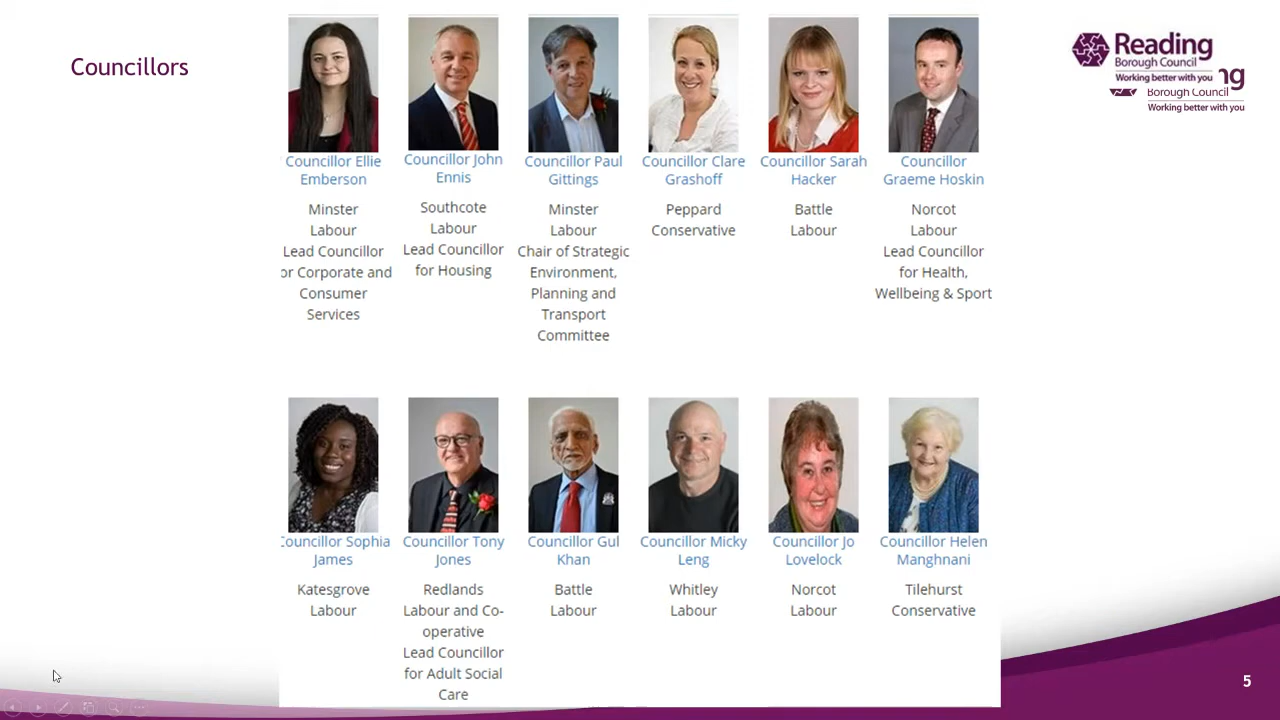 Councillors
Reading
Borough Council
Working better with you
ng
Borough Council
Working better with you
Councillor Ellie
Emberson
Minster
Labour
Lead Councillor
or Corporate and
Consumer
Services
Councillor John
Ennis
Southcote
Labour
Lead Councillor
for Housing
Councillor Paul
Gittings
Minster
Labour
Chair of Strategic
Environment,
Planning and
Transport
Committee
Councillor Clare
Grashoff
Peppard
Conservative
Councillor Sarah
Hacker
Battle
Labour
Councillor
Graeme Hoskin
Norcot
Labour
Lead Councillor
for Health,
Wellbeing & Sport
Councillor Sophia
James
Katesgrove
Labour
Councillor Tony
Jones
Redlands
Labour and Co-
operative
Lead Councillor
for Adult Social
Care
Councillor Gul
Khan
Battle
Labour
Councillor Micky
Leng
Whitley
Labour
Councillor Jo
Lovelock
Norcot
Labour
Councillor Helen
Manghnani
Tilehurst
Conservative
5